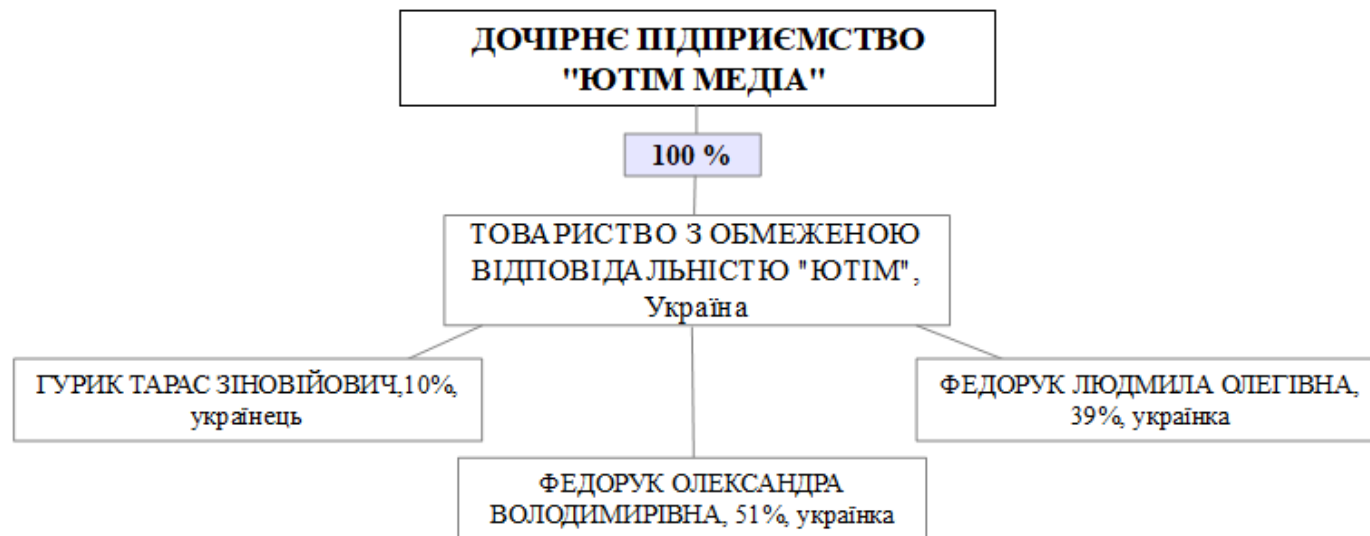 ДОЧІРНЄ ПІДПРИЄМСТВО
"ЮТІМ МЕДІА"
100 %
ТОВАРИСТВО З ОБМЕЖЕНОЮ
ВІДПОВІДАЛЬНІСТЮ "ЮТІМ",
Україна
ГУРИК ТАРАС ЗІНОВІЙОВИЧ,10%,
українець
ФЕДОРУК ЛЮДМИЛА ОЛЕГІВНА,
39%, українка
ФЕДОРУК ОЛЕКСАНДРА
ВОЛОДИМИРІВНА, 51%, українка